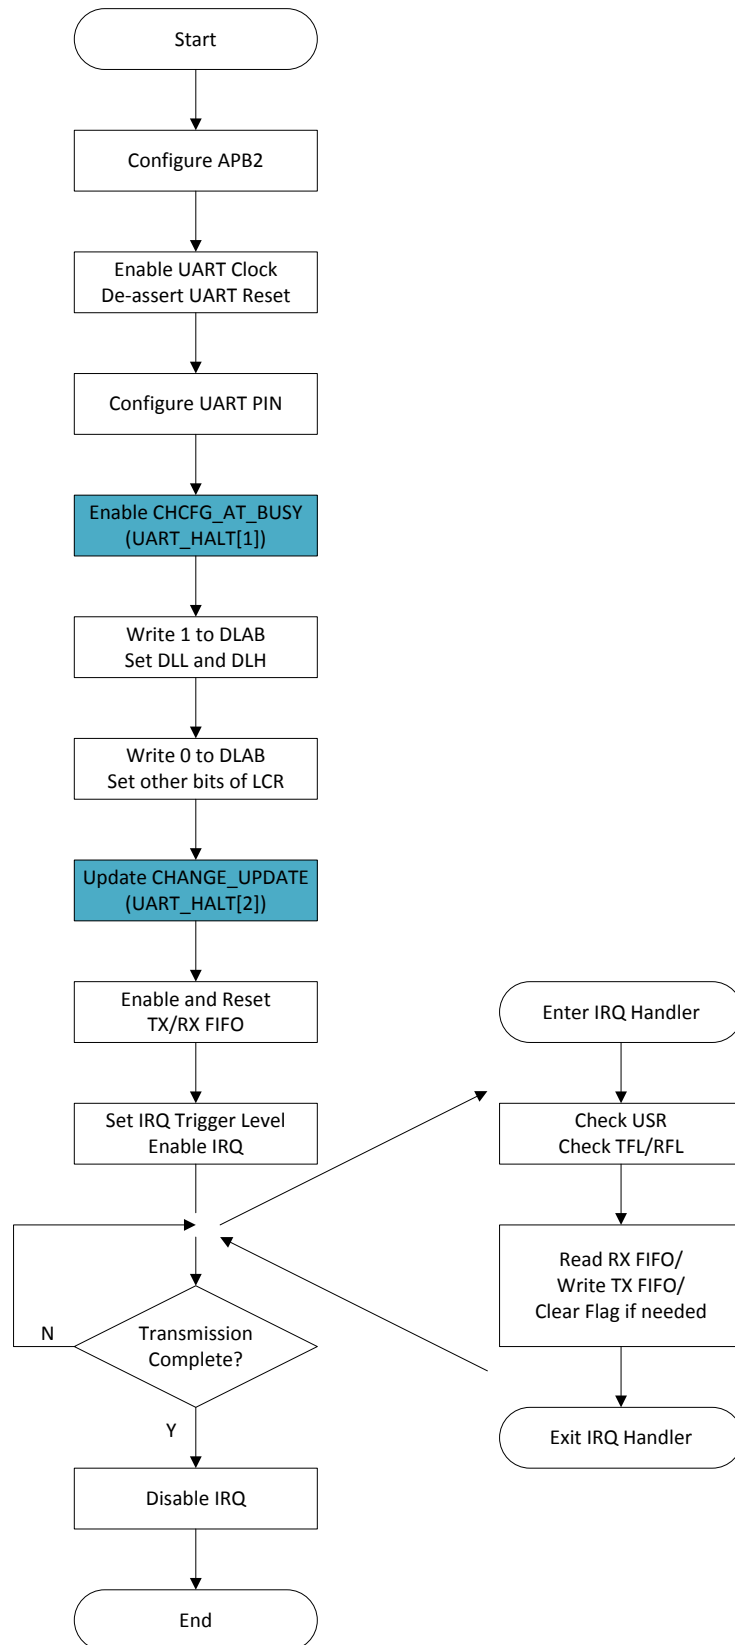 Start
Configure APB2
Enable UART Clock
De-assert UART Reset
Configure UART PIN
Enable CHCFG_AT_BUSY
(UART_HALT[1])
Write 1 to DLAB
Set DLL and DLH
Write 0 to DLAB
Set other bits of LCR
Update CHANGE_UPDATE
(UART_HALT[2])
Enable and Reset
TX/RX FIFO
Set IRQ Trigger Level
Enable IRQ
Transmission
Complete?
N
Y
Disable IRQ
End
Enter IRQ Handler
Check USR
Check TFL/RFL
Read RX FIFO/
Write TX FIFO/
Clear Flag if needed
Exit IRQ Handler